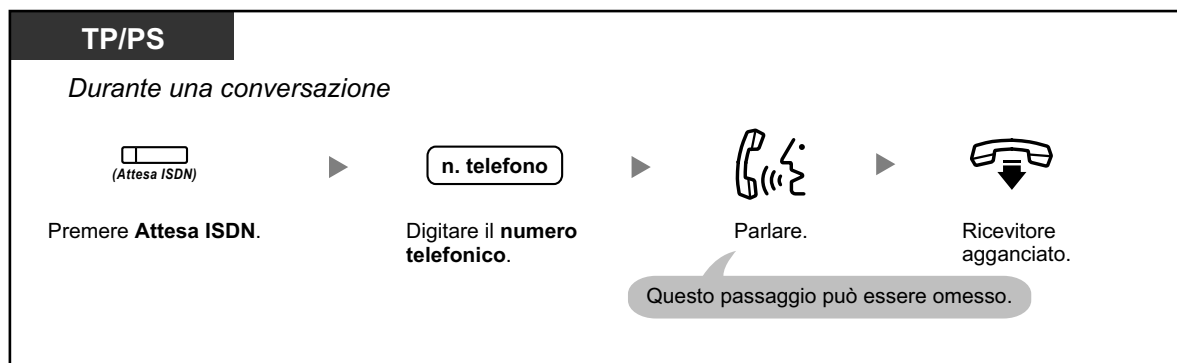 TP/PS
Durante una conversazione
(Attesa ISDN)
n. telefono
Premere Attesa ISDN.
Digitare il numero
telefonico.
Parlare.
Ricevitore
agganciato.
Questo passaggio può essere omesso.